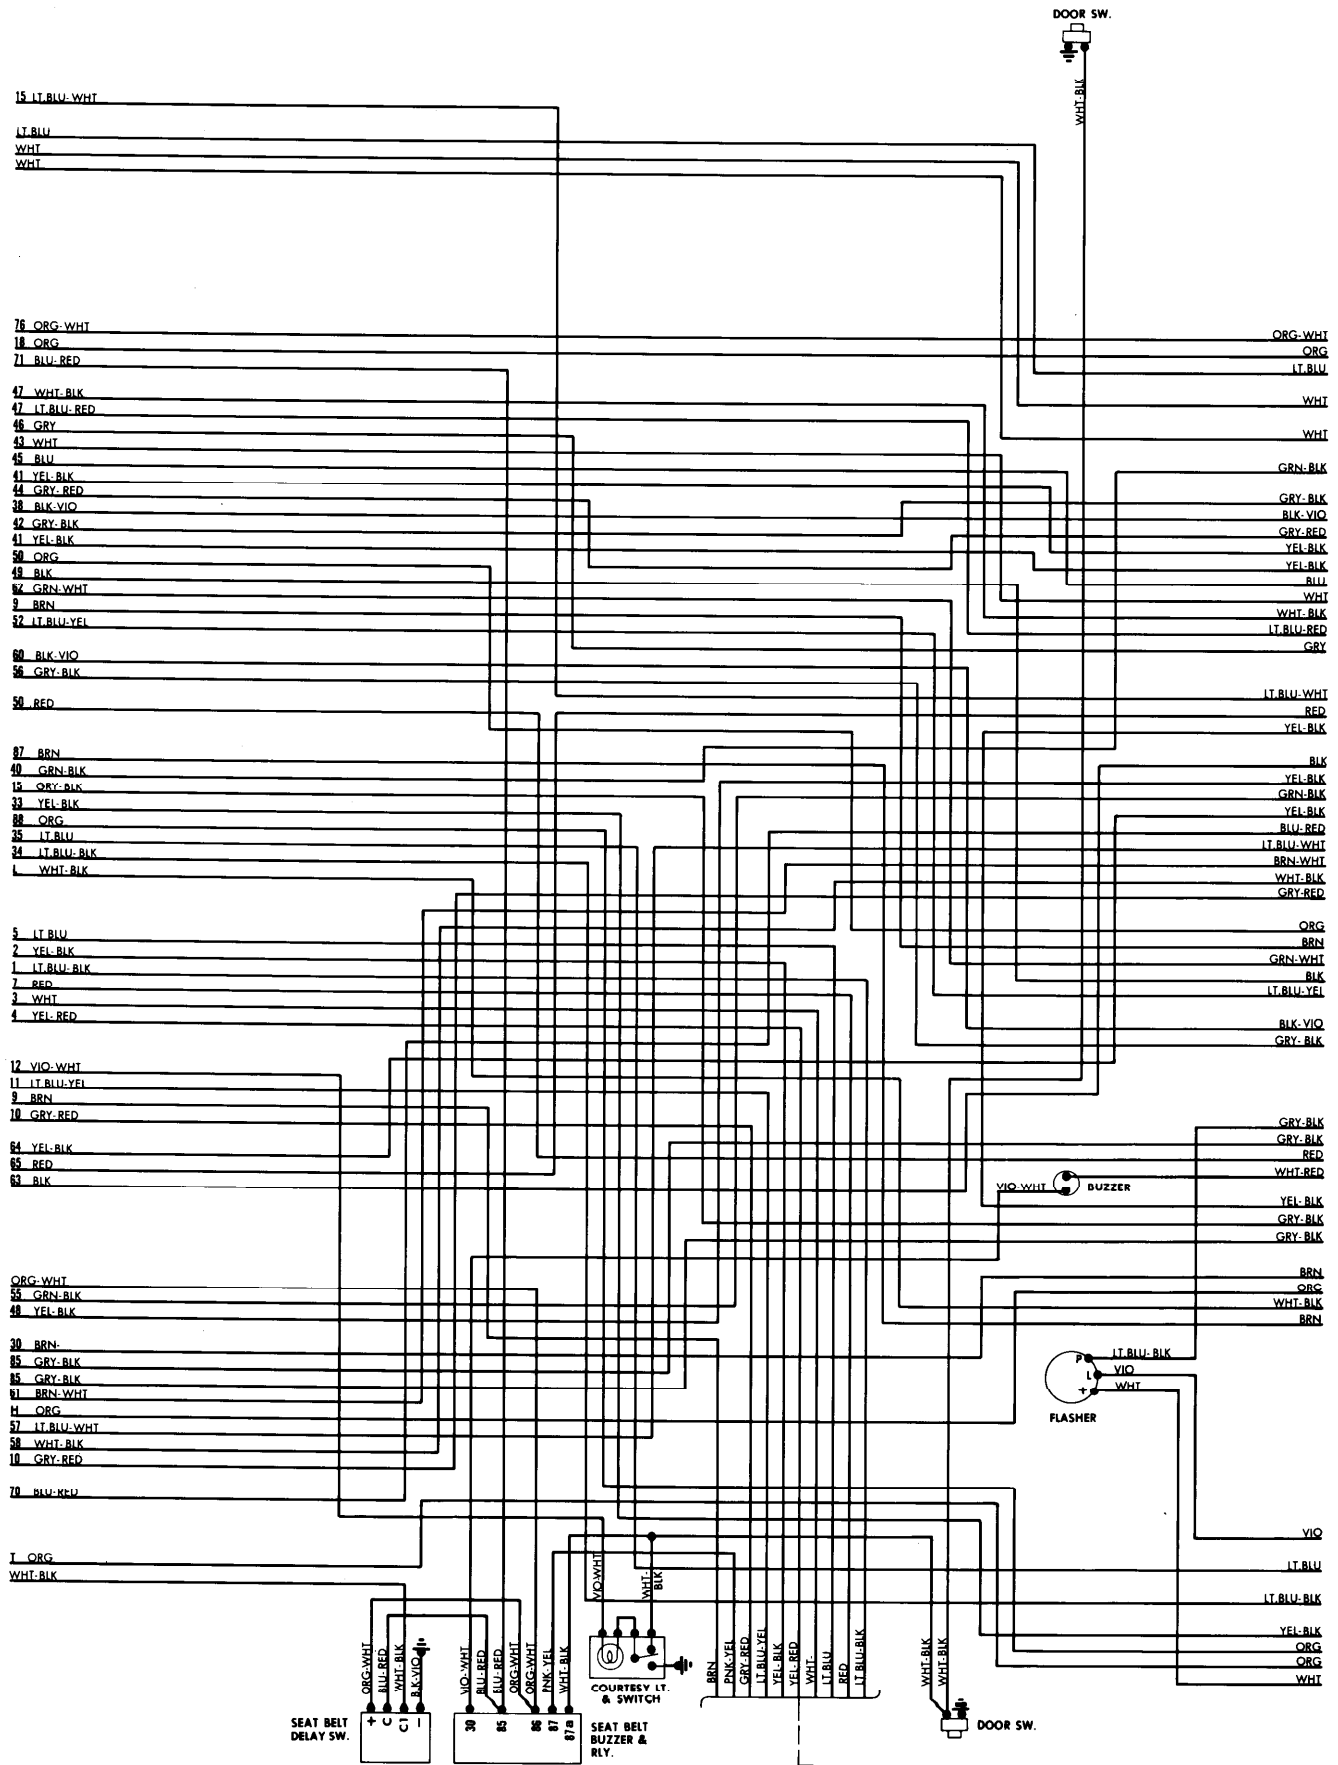 DOOR SW.
WHT-BLK
15 LT.BLU-WHT
LT.BLU
WHT
WHT
76 ORG-WHT
18 ORG
71 BLU-RED
47 WHT-BLK
47 LT.BLU-RED
46 GRY
43 WHT
45 BLU
41 YEL-BLK
44 GRY-RED
38 BLK-VIO
42 GRY-BLK
41 YEL-BLK
50 ORG
49 BLK
62 GRN-WHT
9 BRN
52 LT.BLU-YEL
60 BLK-VIO
56 GRY-BLK
50 RED
87 BRN
40 GRN-BLK
15 GRY-BLK
33 YEL-BLK
88 ORG
35 LT.BLU
34 LT.BLU-BLK
L WHT-BLK
5 LT BLU
2 YEL-BLK
1 LT.BLU-BLK
7 RED
3 WHT
4 YEL-RED
12 VIO-WHT
11 LT.BLU-YEL
9 BRN
10 GRY-RED
64 YEL-BLK
65 RED
63 BLK
ORG-WHT
55 GRN-BLK
48 YEL-BLK
30 BRN-
85 GRY-BLK
85 GRY-BLK
61 BRN-WHT
H ORG
57 LT.BLU-WHT
58 WHT-BLK
10 GRY-RED
70 BLU-RED
T ORG
WHT-BLK
ORG-WHT
ORG
LT.BLU
WHT
WHT
GRN-BLK
GRY-BLK
BLK-VIO
GRY-RED
YEL-BLK
YEL-BLK
BLU
WHT
WHT-BLK
LT.BLU-RED
GRY
LT.BLU-WHT
RED
YEL-BLK
BLK
YEL-BLK
GRN-BLK
YEL-BLK
BLU-RED
LT.BLU-WHT
BRN-WHT
WHT-BLK
GRY-RED
ORG
BRN
GRN-WHT
BLK
LT.BLU-YEL
BLK-VIO
GRY-BLK
GRY-BLK
GRY-BLK
RED
WHT-RED
VIO-WHT
BUZZER
YEL-BLK
GRY-BLK
GRY-BLK
BRN
ORG
WHT-BLK
BRN
P LT.BLU-BLK
L VIO
+ WHT
FLASHER
VIO
LT.BLU
LT.BLU-BLK
YEL-BLK
ORG
ORG
WHT
ORG-WHT
BLU-RED
WHT-BLK
BLK-VIO
+ C C1 −
SEAT BELT
DELAY SW.
VIO-WHT
BLU-RED
BLU-RED
ORG-WHT
ORG-WHT
PNK-YEL
WHT-BLK
30 85 86 87 87a
SEAT BELT
BUZZER &
RLY.
VIO-WHT
WHT-
BLK
COURTESY LT.
& SWITCH
BRN
PNK-YEL
GRY-RED
LT.BLU-YEL
YEL-BLK
YEL-RED
WHT-
LT.BLU
RED
LT BLU-BLK
WHT-BLK
WHT-BLK
DOOR SW.